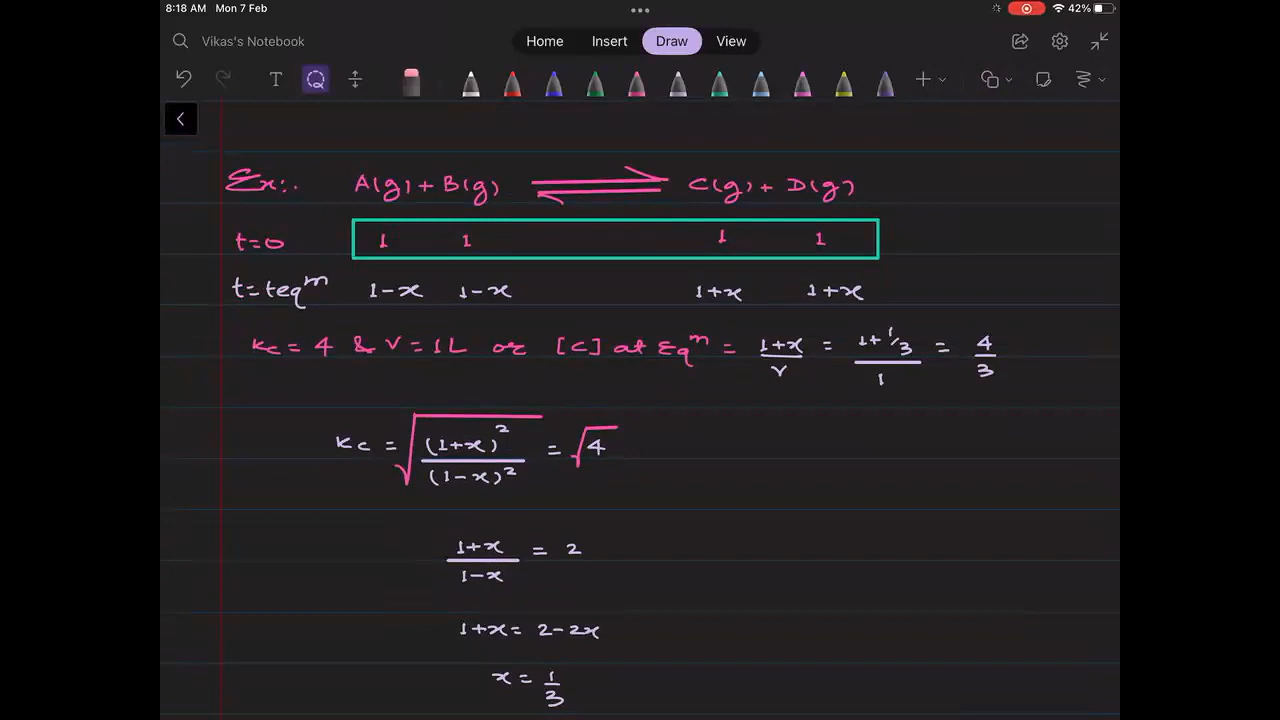 8:18 AM Mon 7 Feb 42%
Vikas's Notebook Home Insert Draw View
T
Ex:. A(g) + B(g) ⇌ C(g) + D(g)
t=0 1 1 1 1
t=teqᵐ 1-x 1-x 1+x 1+x
Kc = 4 & V = 1L or [C] at Eqᵐ = (1+x)/V = (1+1/3)/1 = 4/3
Kc = √((1+x)²/(1-x)²) = √4
(1+x)/(1-x) = 2
1+x = 2-2x
x = 1/3